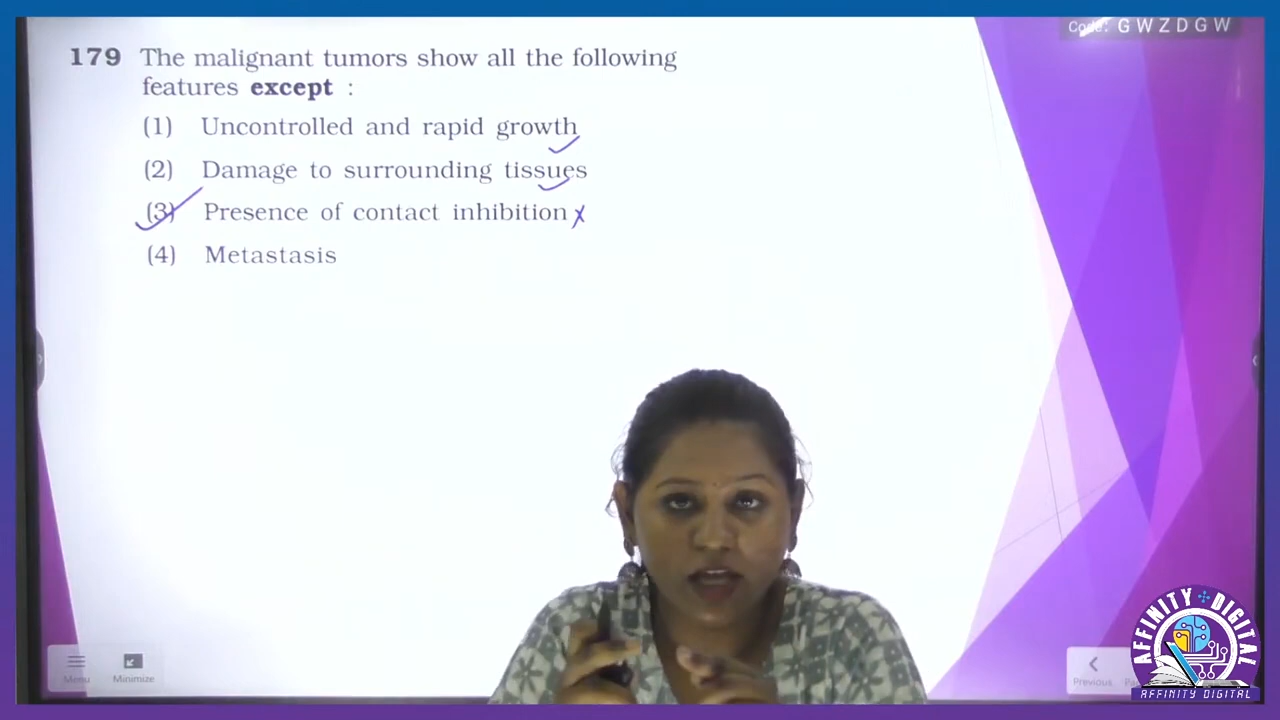 Code: G W Z D G W
179 The malignant tumors show all the following
features except :
(1) Uncontrolled and rapid growth
(2) Damage to surrounding tissues
(3) Presence of contact inhibition
(4) Metastasis
Menu
Minimize
Previous
AFFINITY DIGITAL
AFFINITY DIGITAL